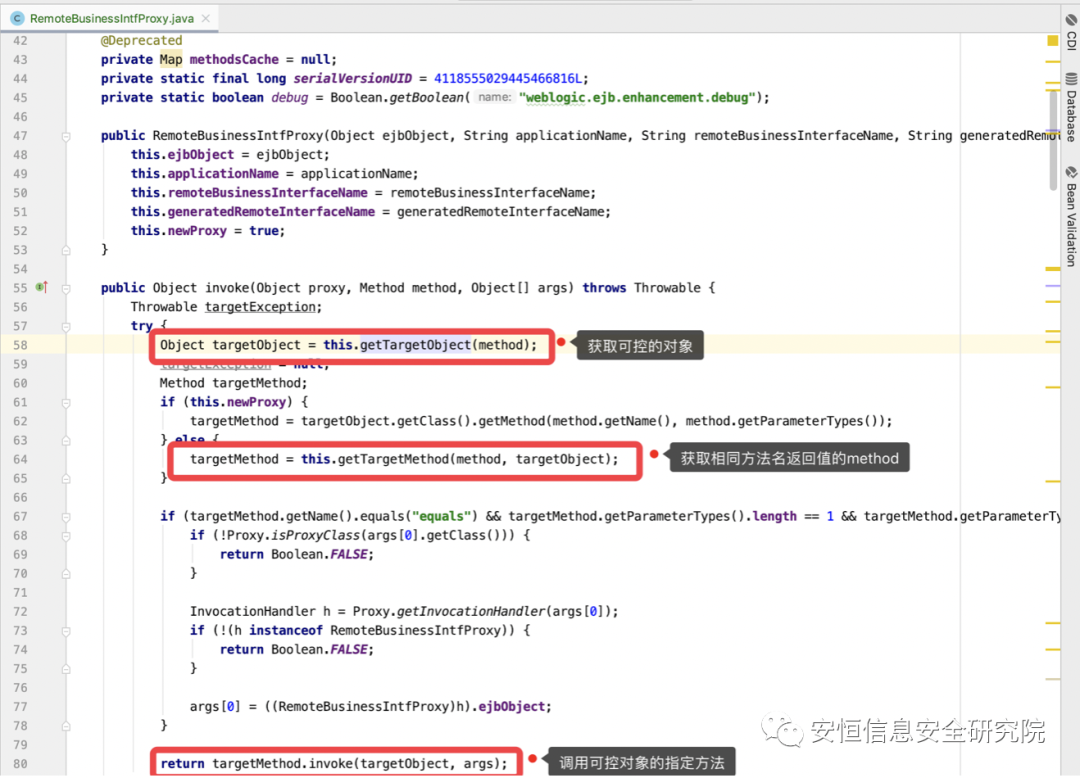 RemoteBusinessIntfProxy.java
42 @Deprecated
43 private Map methodsCache = null;
44 private static final long serialVersionUID = 4118555029445466816L;
45 private static boolean debug = Boolean.getBoolean( name: "weblogic.ejb.enhancement.debug");
46
47 public RemoteBusinessIntfProxy(Object ejbObject, String applicationName, String remoteBusinessInterfaceName, String generatedRemo
48 this.ejbObject = ejbObject;
49 this.applicationName = applicationName;
50 this.remoteBusinessInterfaceName = remoteBusinessInterfaceName;
51 this.generatedRemoteInterfaceName = generatedRemoteInterfaceName;
52 this.newProxy = true;
53 }
54
55 public Object invoke(Object proxy, Method method, Object[] args) throws Throwable {
56 Throwable targetException;
57 try {
58 Object targetObject = this.getTargetObject(method); 获取可控的对象
59 targetException = null;
60 Method targetMethod;
61 if (this.newProxy) {
62 targetMethod = targetObject.getClass().getMethod(method.getName(), method.getParameterTypes());
63 } else {
64 targetMethod = this.getTargetMethod(method, targetObject); 获取相同方法名返回值的method
65 }
66
67 if (targetMethod.getName().equals("equals") && targetMethod.getParameterTypes().length == 1 && targetMethod.getParameterTy
68 if (!Proxy.isProxyClass(args[0].getClass())) {
69 return Boolean.FALSE;
70 }
71
72 InvocationHandler h = Proxy.getInvocationHandler(args[0]);
73 if (!(h instanceof RemoteBusinessIntfProxy)) {
74 return Boolean.FALSE;
75 }
76
77 args[0] = ((RemoteBusinessIntfProxy)h).ejbObject;
78 }
79
80 return targetMethod.invoke(targetObject, args); 调用可控对象的指定方法
CDI
Database
Bean Validation
安恒信息安全研究院